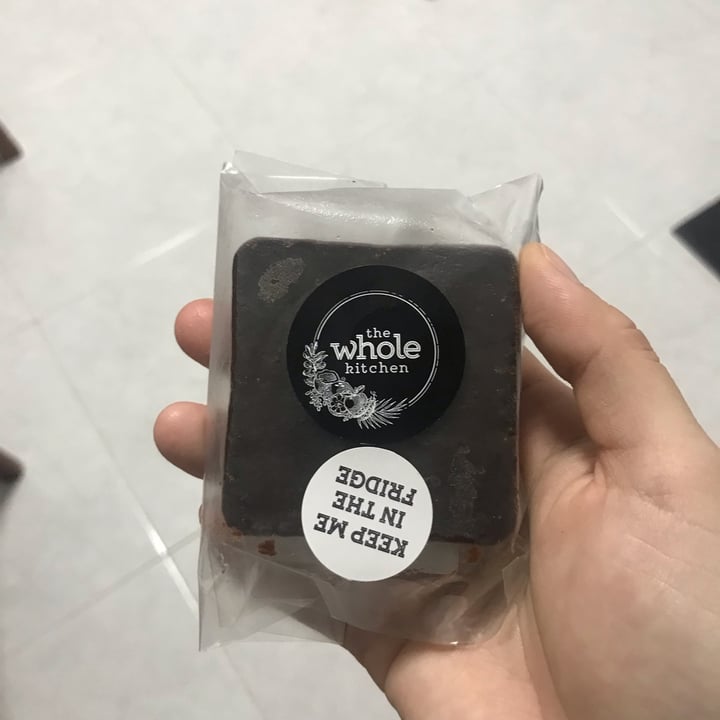 the
whole
kitchen
KEEP ME
IN THE
FRIDGE